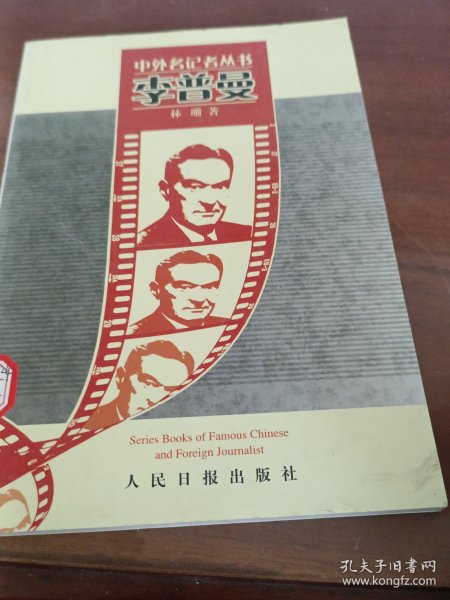 中外名记者丛书
李普曼
林珊 著
Series Books of Famous Chinese
and Foreign Journalist
人民日报出版社
孔夫子旧书网
www.kongfz.com